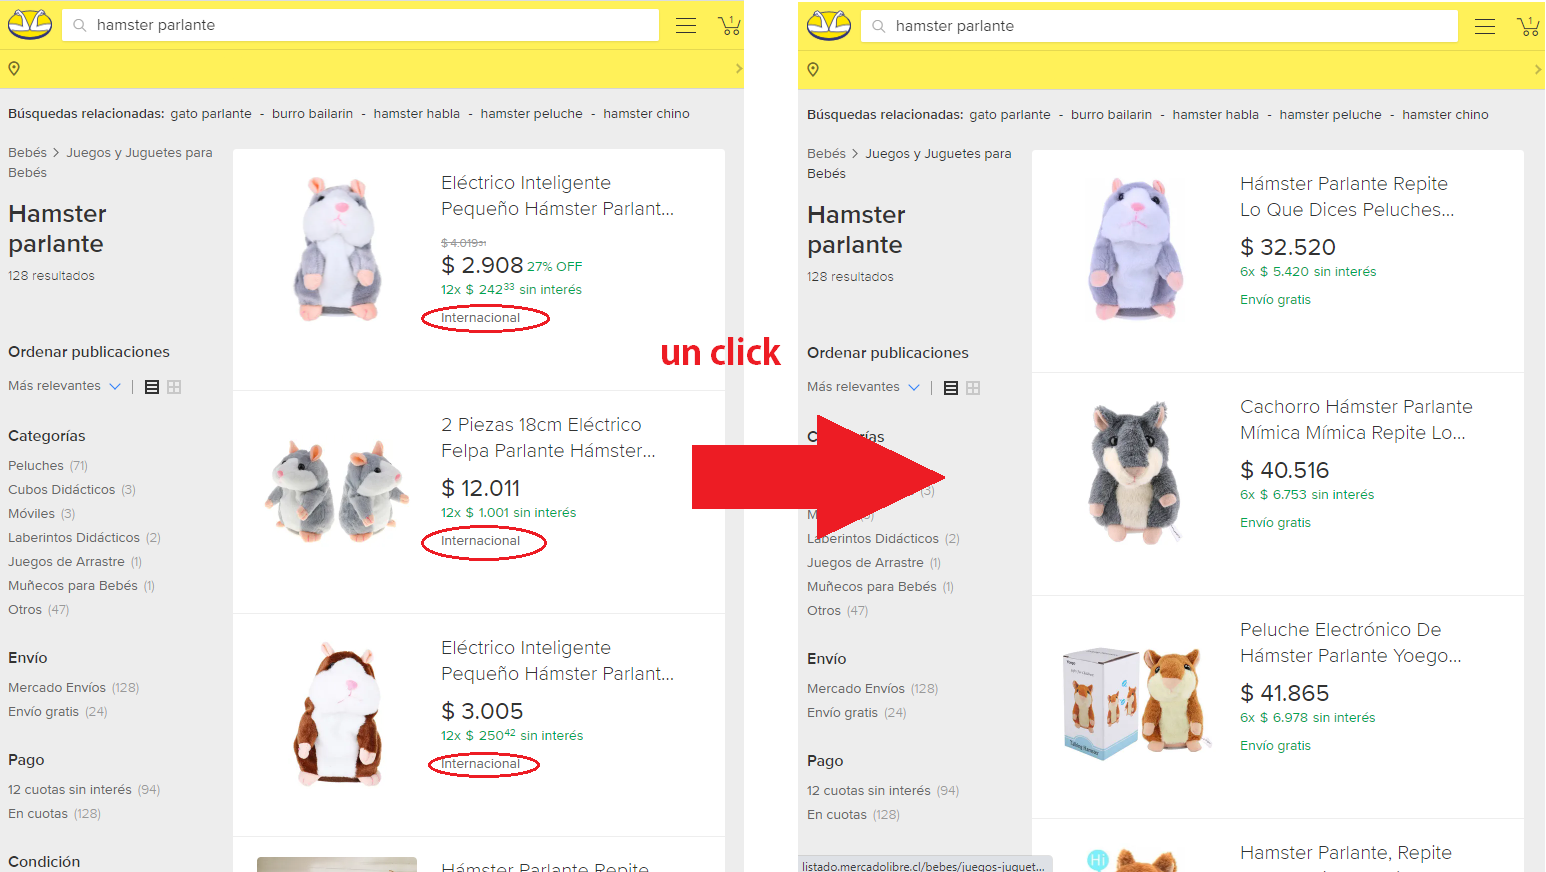 hamster parlante
1
Búsquedas relacionadas: gato parlante - burro bailarin - hamster habla - hamster peluche - hamster chino
Bebés > Juegos y Juguetes para
Bebés
Hamster
parlante
128 resultados
Ordenar publicaciones
Más relevantes
Categorías
Peluches (71)
Cubos Didácticos (3)
Móviles (3)
Laberintos Didácticos (2)
Juegos de Arrastre (1)
Muñecos para Bebés (1)
Otros (47)
Envío
Mercado Envíos (128)
Envío gratis (24)
Pago
12 cuotas sin interés (94)
En cuotas (128)
Condición
Eléctrico Inteligente
Pequeño Hámster Parlant...
$ 4.019 31
$ 2.908 27% OFF
12x $ 242 33 sin interés
Internacional
2 Piezas 18cm Eléctrico
Felpa Parlante Hámster...
$ 12.011
12x $ 1.001 sin interés
Internacional
Eléctrico Inteligente
Pequeño Hámster Parlant...
$ 3.005
12x $ 250 42 sin interés
Internacional
Hámster Parlante Repite
un click
hamster parlante
1
Búsquedas relacionadas: gato parlante - burro bailarin - hamster habla - hamster peluche - hamster chino
Bebés > Juegos y Juguetes para
Bebés
Hamster
parlante
128 resultados
Ordenar publicaciones
Más relevantes
(3)
Laberintos Didácticos (2)
Juegos de Arrastre (1)
Muñecos para Bebés (1)
Otros (47)
Envío
Mercado Envíos (128)
Envío gratis (24)
Pago
12 cuotas sin interés (94)
En cuotas (128)
listado.mercadolibre.cl/bebes/juegos-juguet...
Hámster Parlante Repite
Lo Que Dices Peluches...
$ 32.520
6x $ 5.420 sin interés
Envío gratis
Cachorro Hámster Parlante
Mímica Mímica Repite Lo...
$ 40.516
6x $ 6.753 sin interés
Envío gratis
Peluche Electrónico De
Hámster Parlante Yoego...
$ 41.865
6x $ 6.978 sin interés
Envío gratis
Talking Hamster
Hi
Hamster Parlante, Repite